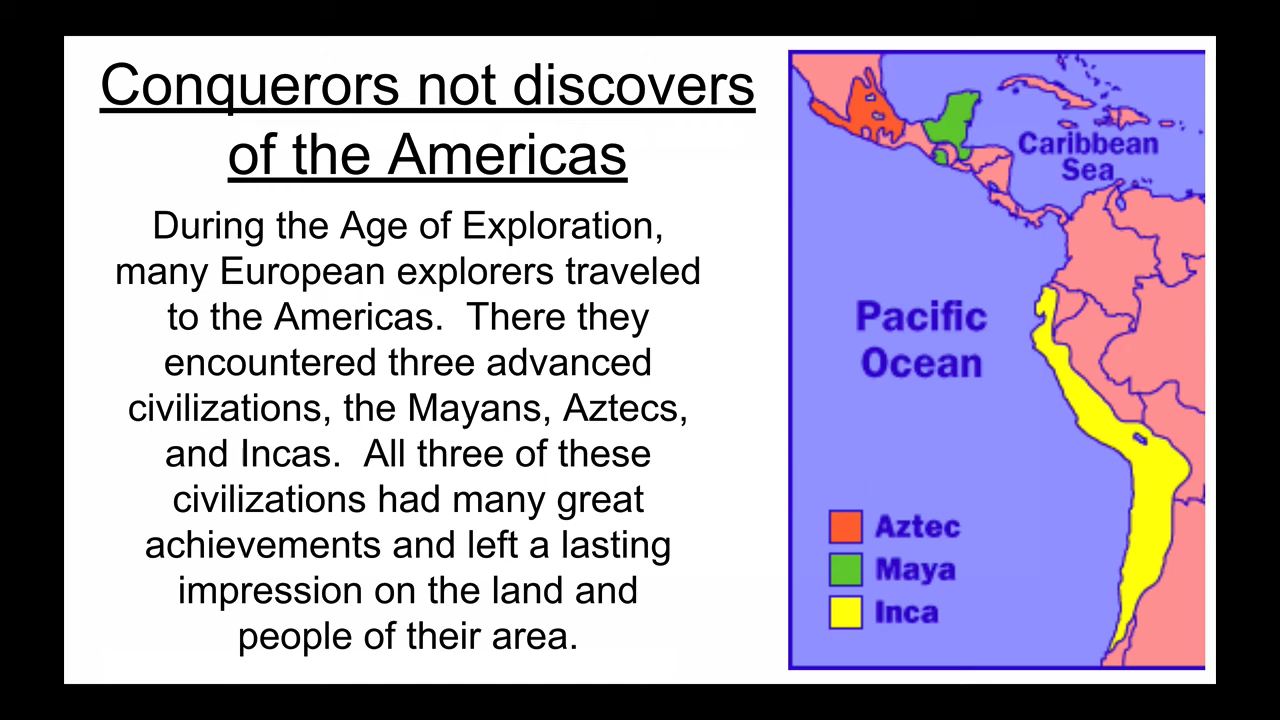 Conquerors not discovers
of the Americas
During the Age of Exploration,
many European explorers traveled
to the Americas.  There they
encountered three advanced
civilizations, the Mayans, Aztecs,
and Incas.  All three of these
civilizations had many great
achievements and left a lasting
impression on the land and
people of their area.
Caribbean
Sea
Pacific
Ocean
Aztec
Maya
Inca